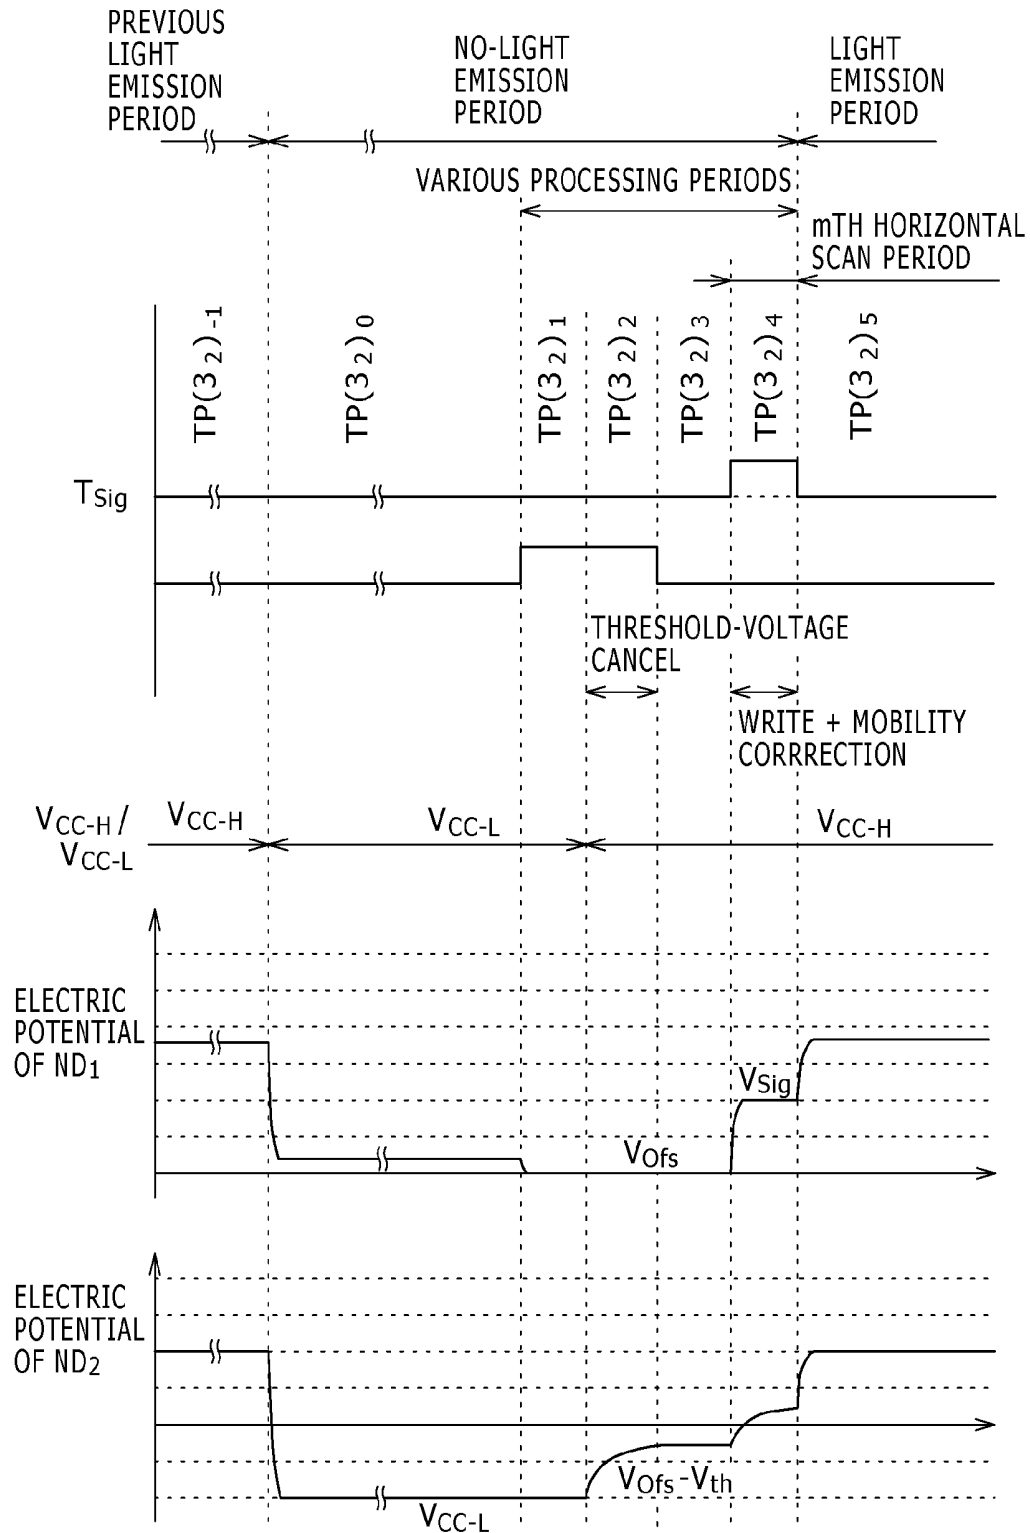 PREVIOUS
LIGHT
EMISSION
PERIOD
NO-LIGHT
EMISSION
PERIOD
LIGHT
EMISSION
PERIOD
VARIOUS PROCESSING PERIODS
mTH HORIZONTAL
SCAN PERIOD
TP(3 2)-1
TP(3 2)0
TP(3 2)1
TP(3 2)2
TP(3 2)3
TP(3 2)4
TP(3 2)5
TSig
THRESHOLD-VOLTAGE
CANCEL
WRITE + MOBILITY
CORRRECTION
VCC-H /
VCC-L
VCC-H
VCC-L
VCC-H
ELECTRIC
POTENTIAL
OF ND1
VSig
VOfs
ELECTRIC
POTENTIAL
OF ND2
VOfs-Vth
VCC-L